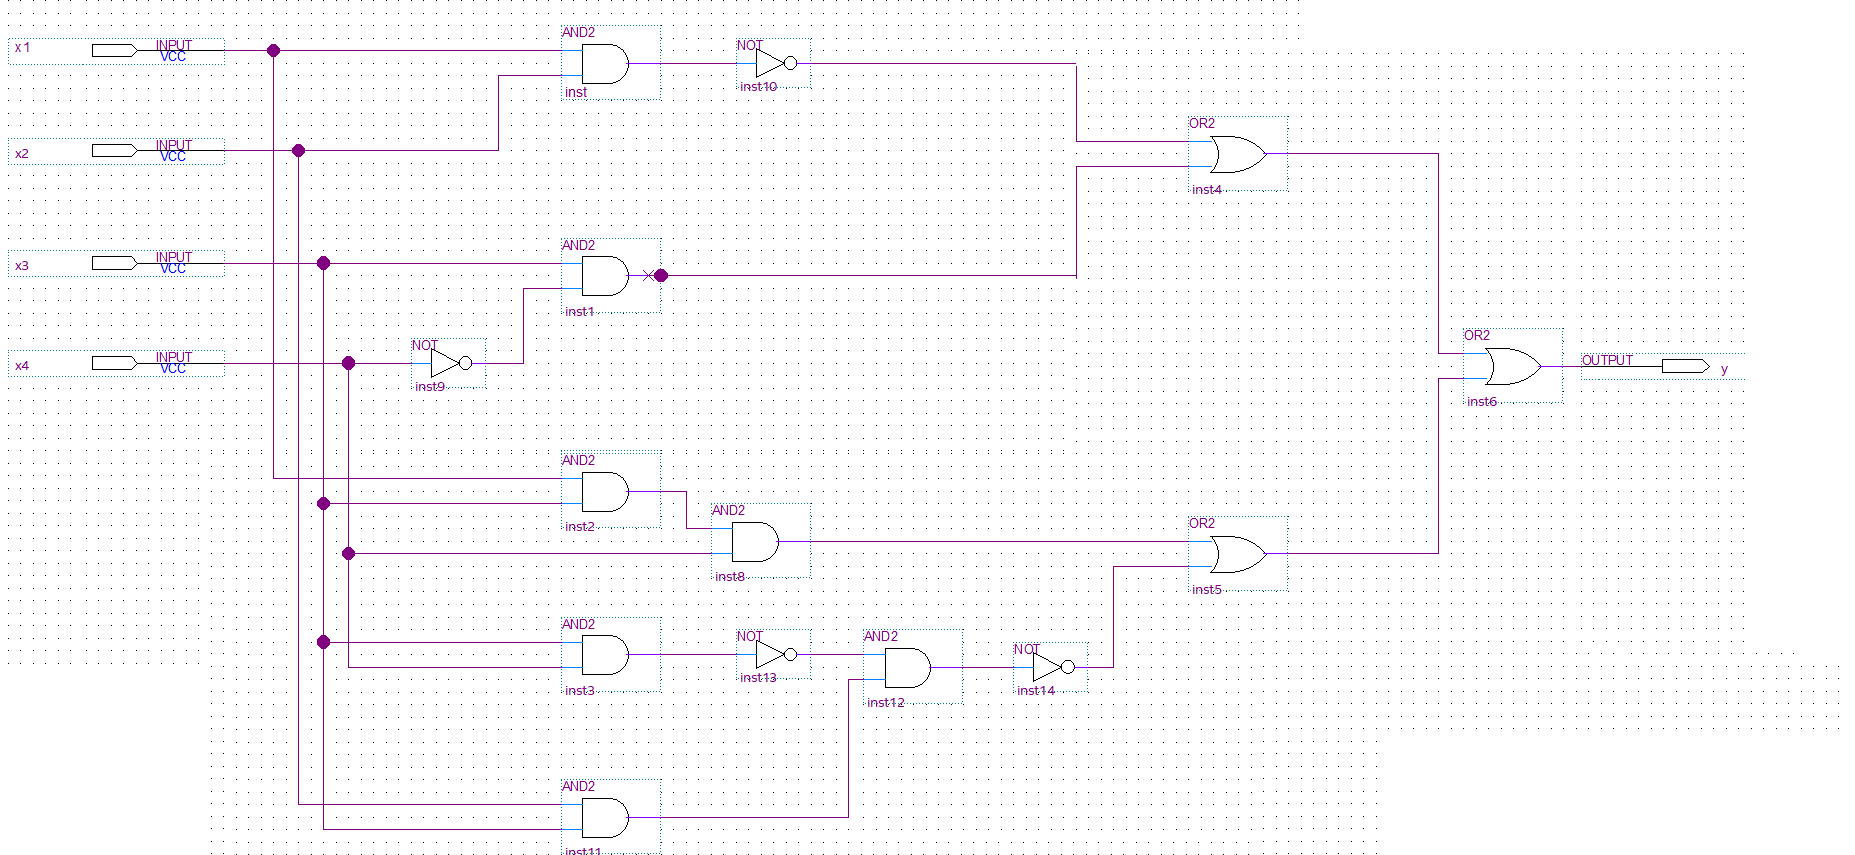 AND2
x1 INPUT VCC
NOT
inst10
inst
OR2
x2 INPUT VCC
inst4
AND2
x3 INPUT VCC
inst1
OR2
NOT
x4 INPUT VCC
OUTPUT y
inst9
inst6
AND2
AND2
inst2
OR2
inst8
inst5
AND2
NOT
AND2
NOT
inst13
inst3
inst14
inst12
AND2
inst11